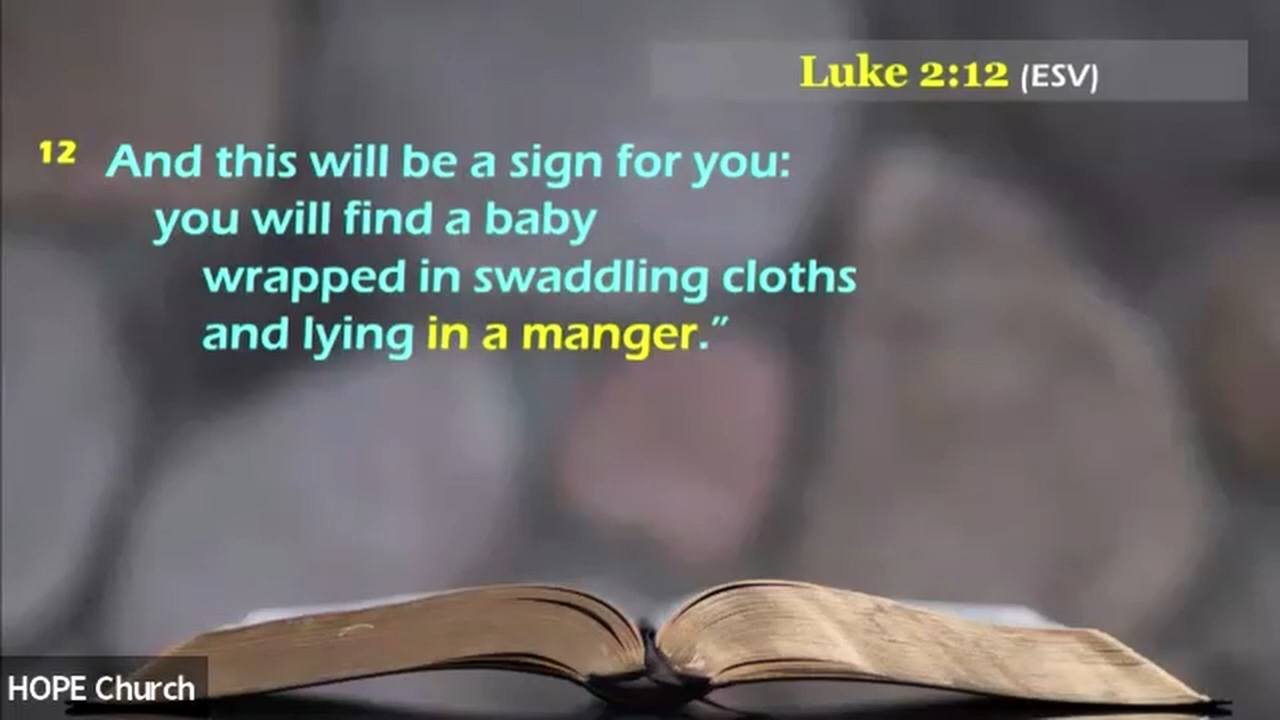 Luke 2:12 (ESV)
12 And this will be a sign for you:
you will find a baby
wrapped in swaddling cloths
and lying in a manger.”
HOPE Church